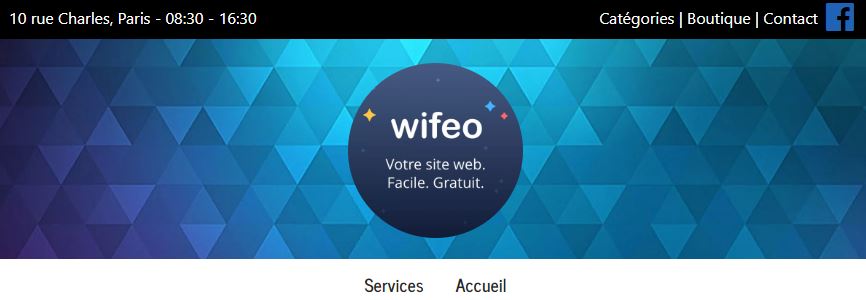 10 rue Charles, Paris - 08:30 - 16:30
Catégories | Boutique | Contact
wifeo
Votre site web.
Facile. Gratuit.
Services Accueil